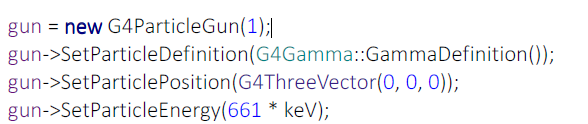 gun = new G4ParticleGun(1);
gun->SetParticleDefinition(G4Gamma::GammaDefinition());
gun->SetParticlePosition(G4ThreeVector(0, 0, 0));
gun->SetParticleEnergy(661 * keV);